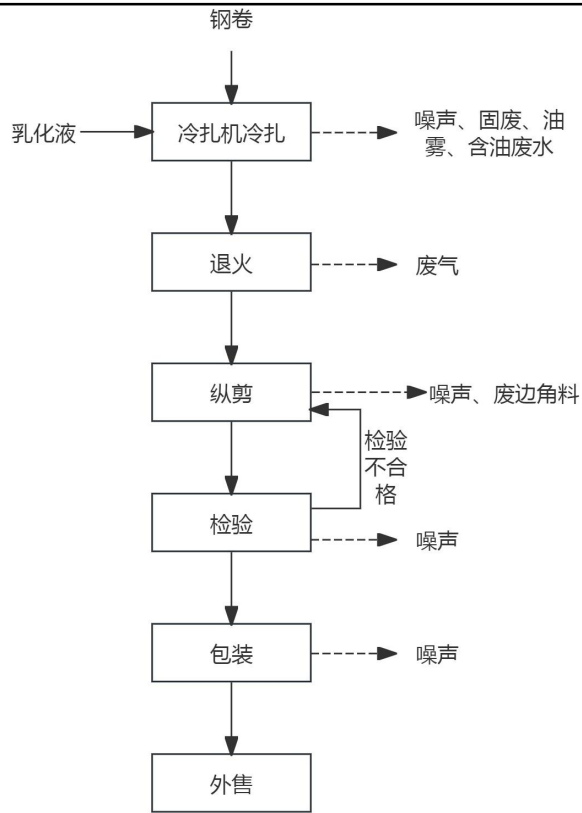 钢卷
乳化液
冷扎机冷扎
噪声、固废、油
雾、含油废水
退火
废气
纵剪
噪声、废边角料
检验
不合
格
检验
噪声
包装
噪声
外售